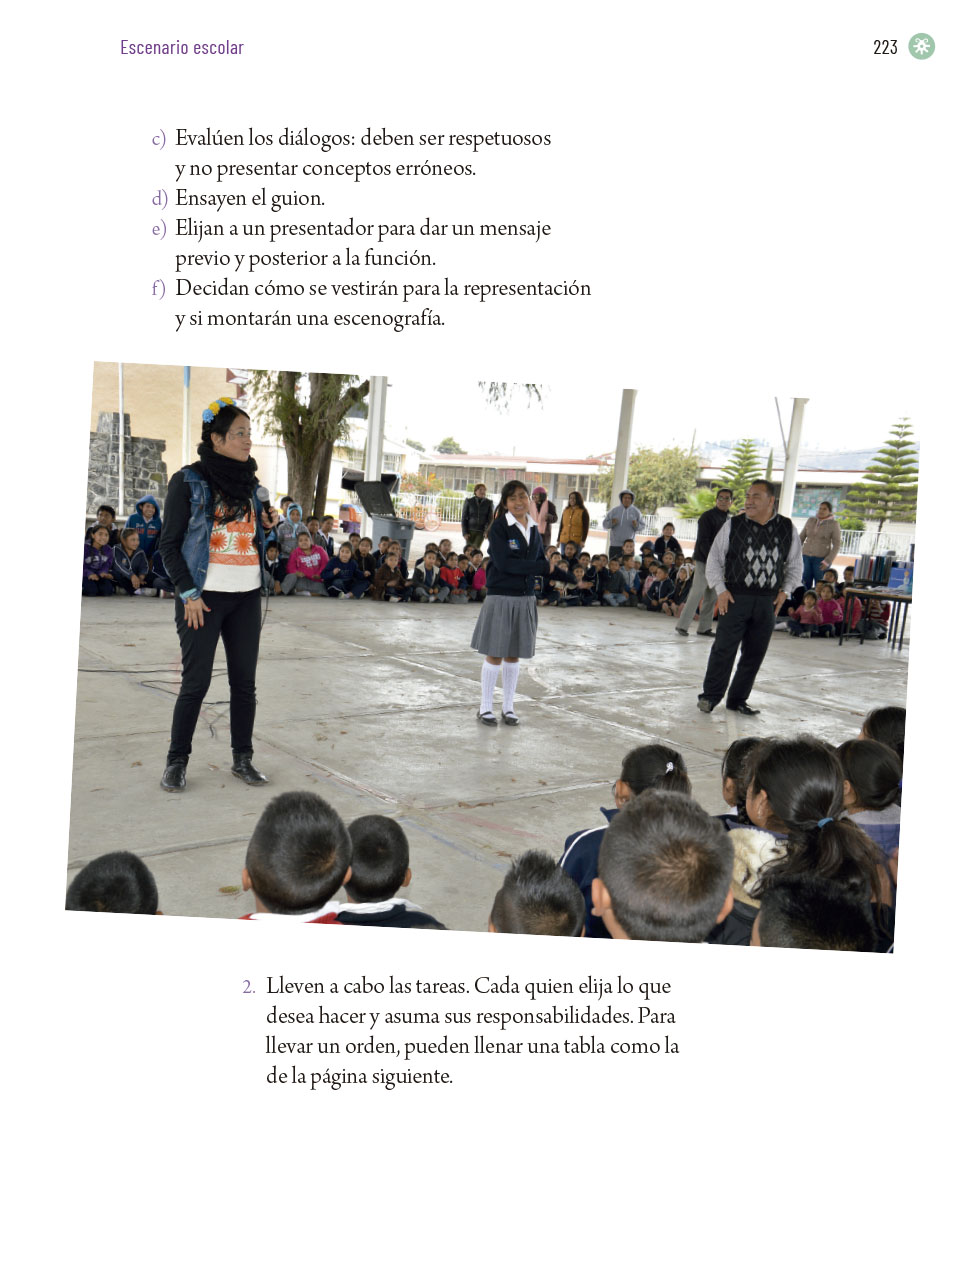 Escenario escolar
223
c) Evalúen los diálogos: deben ser respetuosos
y no presentar conceptos erróneos.
d) Ensayen el guion.
e) Elijan a un presentador para dar un mensaje
previo y posterior a la función.
f) Decidan cómo se vestirán para la representación
y si montarán una escenografía.
2. Lleven a cabo las tareas. Cada quien elija lo que
desea hacer y asuma sus responsabilidades. Para
llevar un orden, pueden llenar una tabla como la
de la página siguiente.